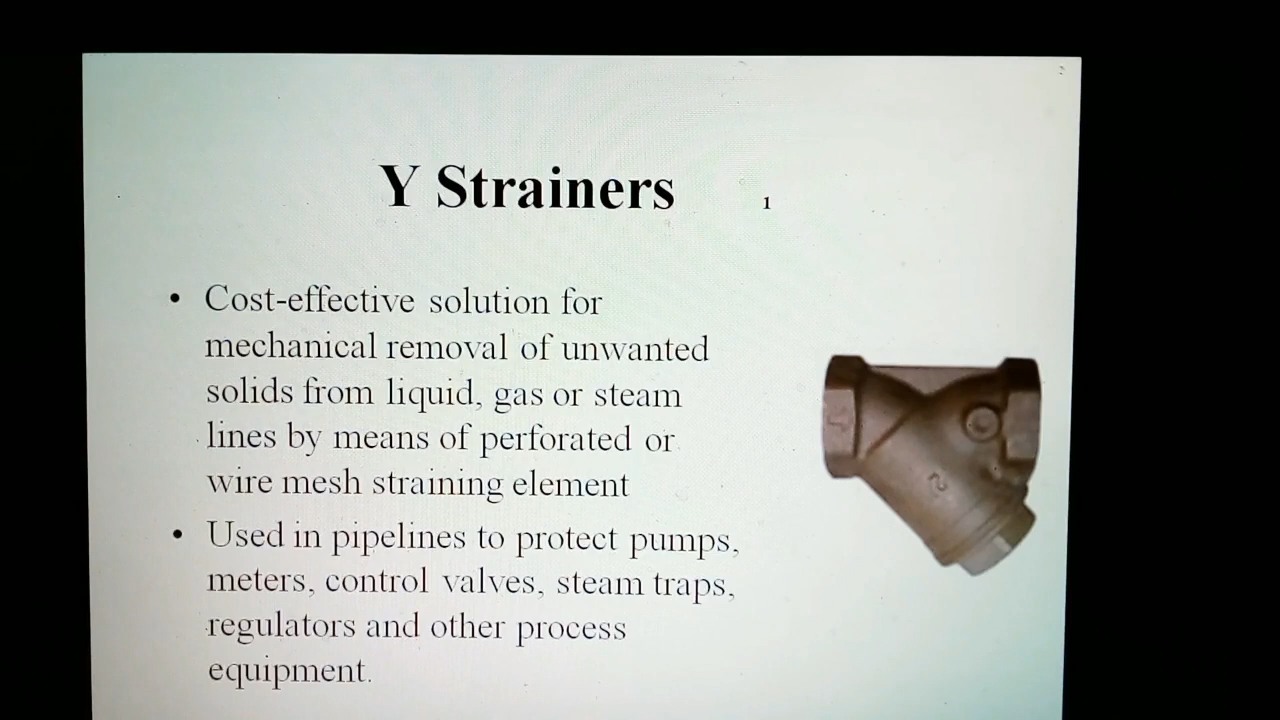 Y Strainers 1
• Cost-effective solution for
mechanical removal of unwanted
solids from liquid, gas or steam
lines by means of perforated or
wire mesh straining element
• Used in pipelines to protect pumps,
meters, control valves, steam traps,
regulators and other process
equipment.
2